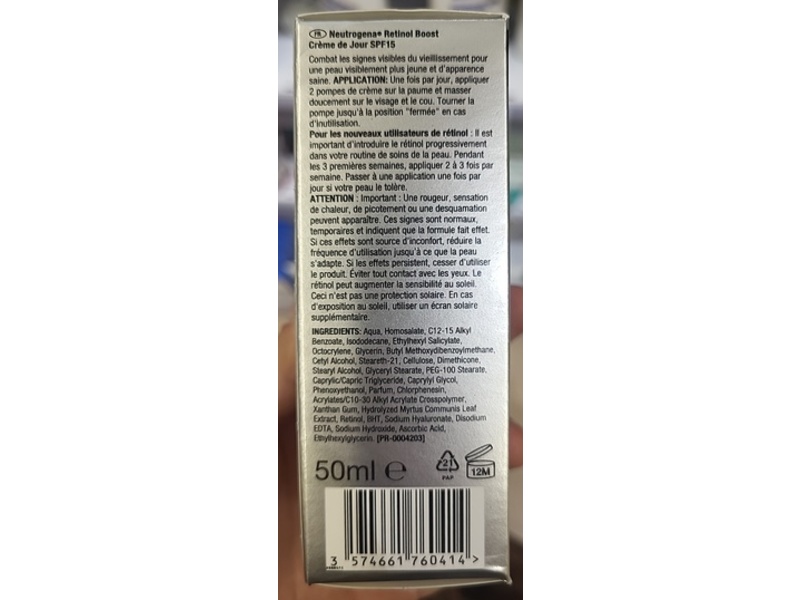 FR Neutrogena® Retinol Boost
Crème de Jour SPF15
Combat les signes visibles du vieillissement pour
une peau visiblement plus jeune et d'apparence
saine. APPLICATION: Une fois par jour, appliquer
2 pompes de crème sur la paume et masser
doucement sur le visage et le cou. Tourner la
pompe jusqu'à la position "fermée" en cas
d'inutilisation.
Pour les nouveaux utilisateurs de rétinol : Il est
important d'introduire le rétinol progressivement
dans votre routine de soins de la peau. Pendant
les 3 premières semaines, appliquer 2 à 3 fois par
semaine. Passer à une application une fois par
jour si votre peau le tolère.
ATTENTION : Important : Une rougeur, sensation
de chaleur, de picotement ou une desquamation
peuvent apparaître. Ces signes sont normaux,
temporaires et indiquent que la formule fait effet.
Si ces effets sont source d'inconfort, réduire la
fréquence d'utilisation jusqu'à ce que la peau
s'adapte. Si les effets persistent, cesser d'utiliser
le produit. Éviter tout contact avec les yeux. Le
rétinol peut augmenter la sensibilité au soleil.
Ceci n'est pas une protection solaire. En cas
d'exposition au soleil, utiliser un écran solaire
supplémentaire.
INGREDIENTS: Aqua, Homosalate, C12-15 Alkyl
Benzoate, Isododecane, Ethylhexyl Salicylate,
Octocrylene, Glycerin, Butyl Methoxydibenzoylmethane,
Cetyl Alcohol, Steareth-21, Cellulose, Dimethicone,
Stearyl Alcohol, Glyceryl Stearate, PEG-100 Stearate,
Caprylic/Capric Triglyceride, Caprylyl Glycol,
Phenoxyethanol, Parfum, Chlorphenesin,
Acrylates/C10-30 Alkyl Acrylate Crosspolymer,
Xanthan Gum, Hydrolyzed Myrtus Communis Leaf
Extract, Retinol, BHT, Sodium Hyaluronate, Disodium
EDTA, Sodium Hydroxide, Ascorbic Acid,
Ethylhexylglycerin. [PR-0004203]
50ml ℮ 21 PAP 12M
3 574661 760414 >